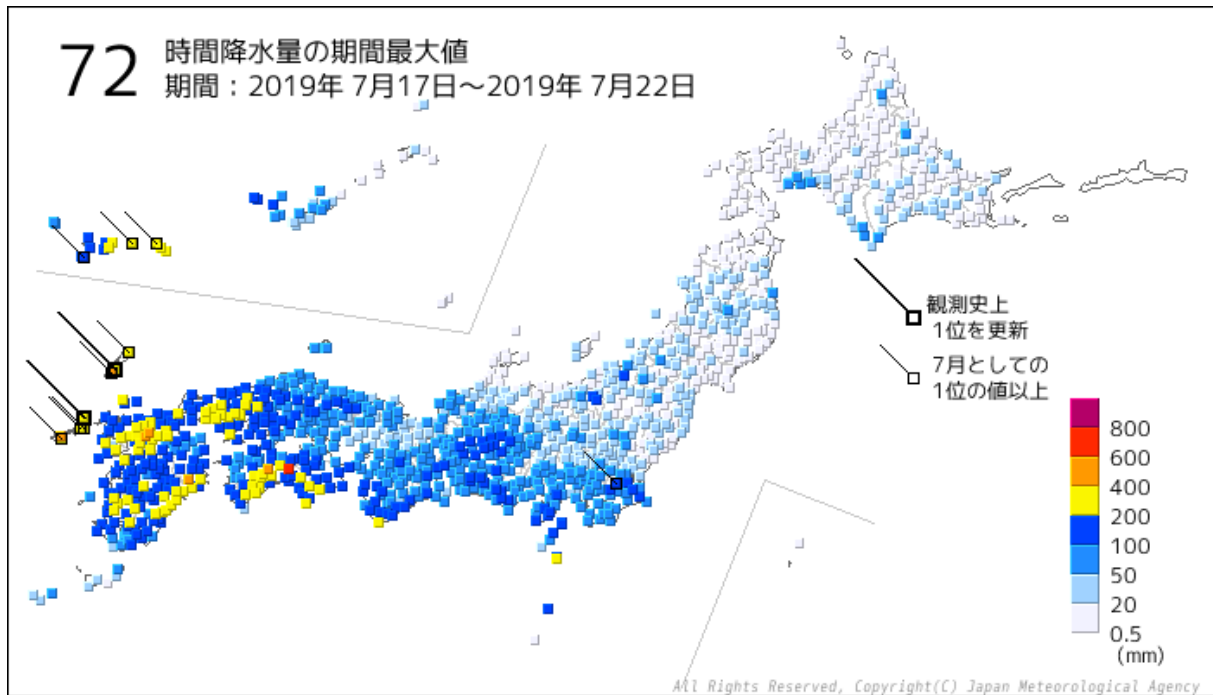 72 時間降水量の期間最大値
期間：2019年 7月17日～2019年 7月22日
観測史上
1位を更新
7月としての
1位の値以上
800
600
400
200
100
50
20
0.5
(mm)
All Rights Reserved, Copyright(C) Japan Meteorological Agency